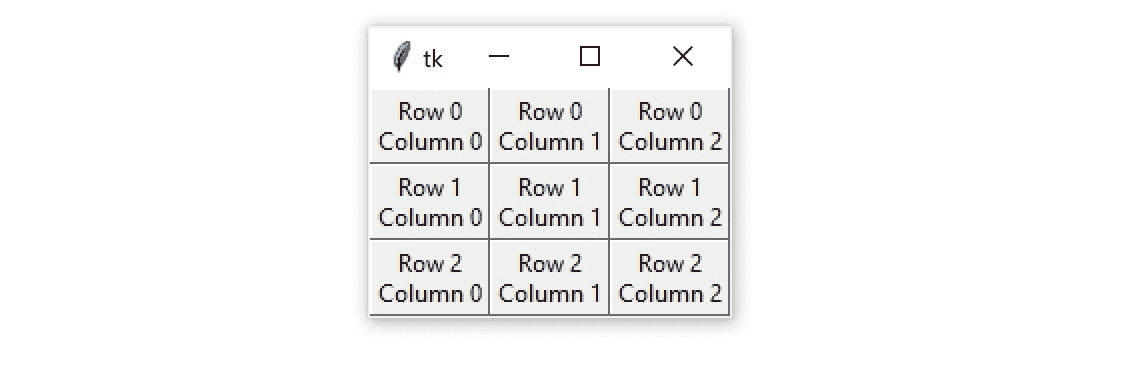 tk
Row 0 Row 0 Row 0
Column 0 Column 1 Column 2
Row 1 Row 1 Row 1
Column 0 Column 1 Column 2
Row 2 Row 2 Row 2
Column 0 Column 1 Column 2